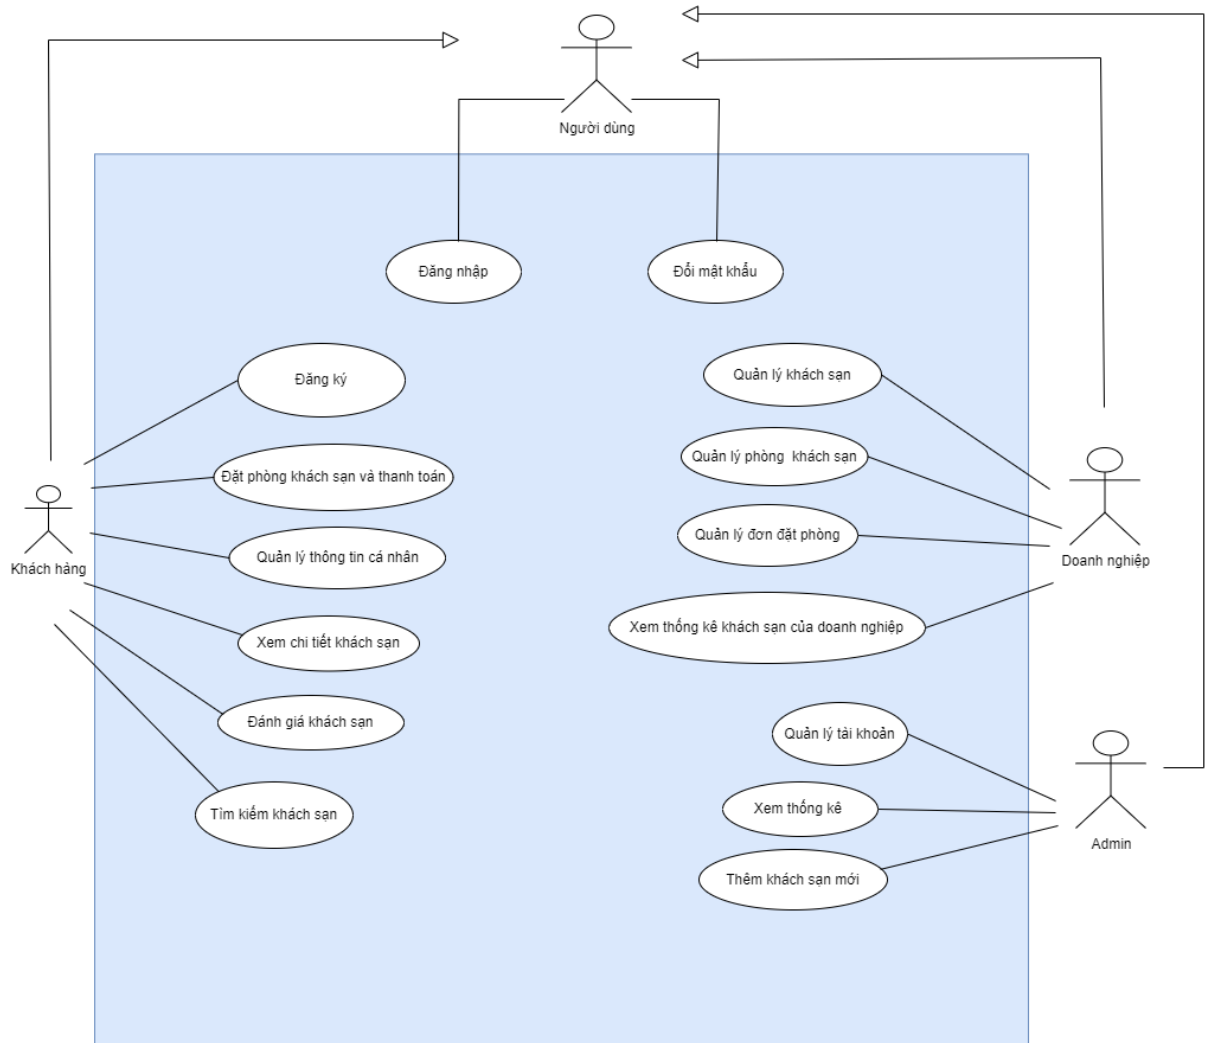 Người dùng
Đăng nhập
Đổi mật khẩu
Đăng ký
Đặt phòng khách sạn và thanh toán
Quản lý thông tin cá nhân
Xem chi tiết khách sạn
Đánh giá khách sạn
Tìm kiếm khách sạn
Khách hàng
Quản lý khách sạn
Quản lý phòng khách sạn
Quản lý đơn đặt phòng
Xem thống kê khách sạn của doanh nghiệp
Doanh nghiệp
Quản lý tài khoản
Xem thống kê
Thêm khách sạn mới
Admin